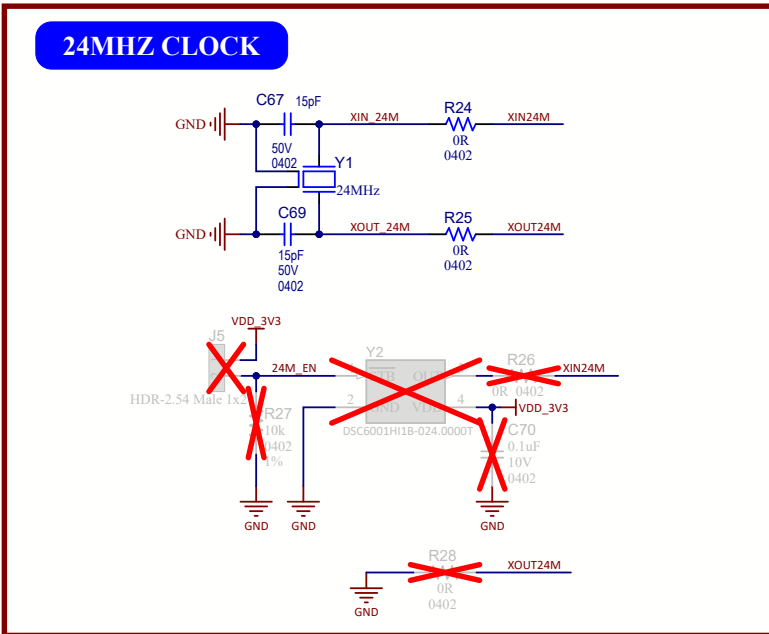 24MHZ CLOCK
C67 15pF
XIN_24M
R24
XIN24M
GND
0R
0402
50V
0402
Y1
24MHz
C69
GND
XOUT_24M
R25
XOUT24M
15pF
50V
0402
0R
0402
VDD_3V3
J5
HDR-2.54 Male 1x2
24M_EN
R27
10k
0402
1%
GND
Y2
OUT
2 GND VDD 4
DSC6001HI1B-024.0000T
GND
R26
XIN24M
0R 0402
VDD_3V3
C70
0.1uF
10V
0402
GND
R28
XOUT24M
0R
0402
GND